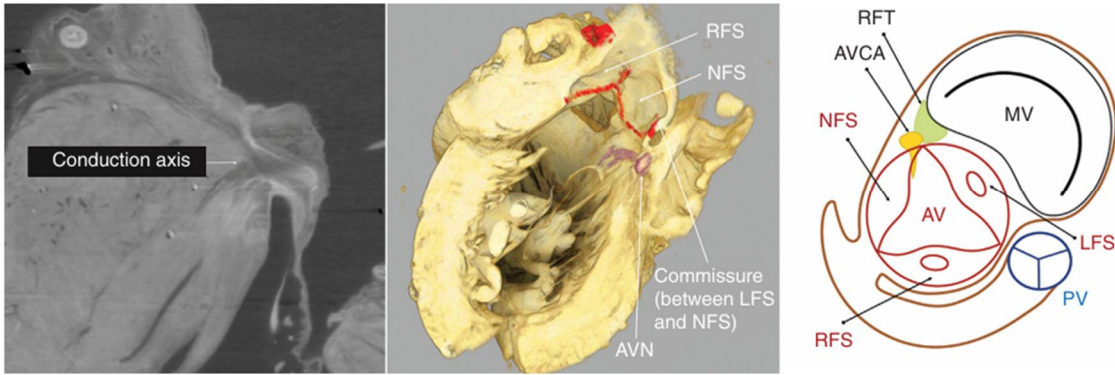 Conduction axis
RFS
NFS
Commissure
(between LFS
and NFS)
AVN
RFT
AVCA
NFS
MV
AV
LFS
PV
RFS